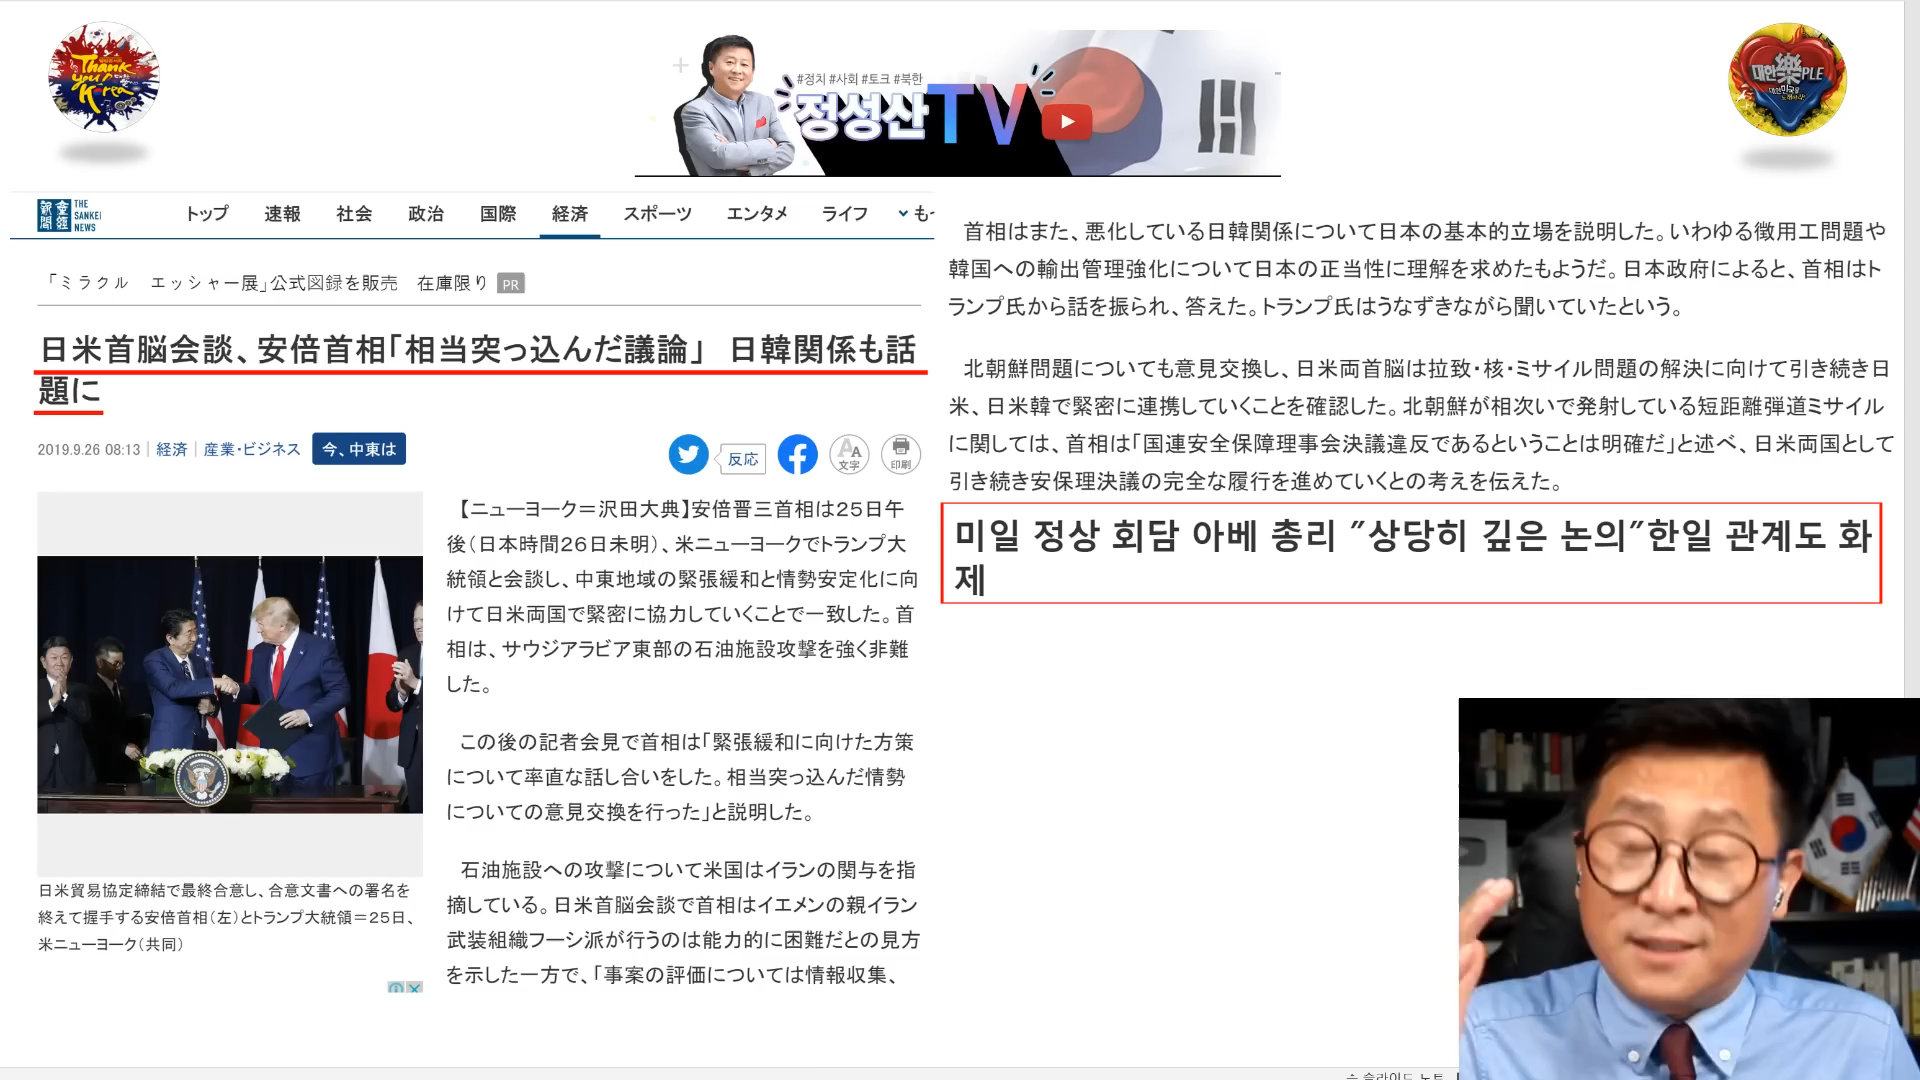 Thank
you!
Korea
#정치 #사회 #토크 #북한
정성산TV
대한樂PLE
대한민국을
産経
新聞
THE
SANKEI
NEWS
トップ 速報 社会 政治 国際 経済 スポーツ エンタメ ライフ も
「ミラクル　エッシャー展」公式図録を販売　在庫限り PR
日米首脳会談、安倍首相「相当突っ込んだ議論」　日韓関係も話
題に
2019.9.26 08:13 | 経済 | 産業・ビジネス 今、中東は
反応 文字 印刷
日米貿易協定締結で最終合意し、合意文書への署名を
終えて握手する安倍首相（左）とトランプ大統領＝２５日、
米ニューヨーク（共同）
【ニューヨーク＝沢田大典】安倍晋三首相は２５日午
後（日本時間２６日未明）、米ニューヨークでトランプ大
統領と会談し、中東地域の緊張緩和と情勢安定化に向
けて日米両国で緊密に協力していくことで一致した。首
相は、サウジアラビア東部の石油施設攻撃を強く非難
した。
この後の記者会見で首相は「緊張緩和に向けた方策
について率直な話し合いをした。相当突っ込んだ情勢
についての意見交換を行った」と説明した。
石油施設への攻撃について米国はイランの関与を指
摘している。日米首脳会談で首相はイエメンの親イラン
武装組織フーシ派が行うのは能力的に困難だとの見方
を示した一方で、「事案の評価については情報収集、
首相はまた、悪化している日韓関係について日本の基本的立場を説明した。いわゆる徴用工問題や
韓国への輸出管理強化について日本の正当性に理解を求めたもようだ。日本政府によると、首相はト
ランプ氏から話を振られ、答えた。トランプ氏はうなずきながら聞いていたという。
北朝鮮問題についても意見交換し、日米両首脳は拉致・核・ミサイル問題の解決に向けて引き続き日
米、日米韓で緊密に連携していくことを確認した。北朝鮮が相次いで発射している短距離弾道ミサイル
に関しては、首相は「国連安全保障理事会決議違反であるということは明確だ」と述べ、日米両国として
引き続き安保理決議の完全な履行を進めていくとの考えを伝えた。
미일 정상 회담 아베 총리 ″상당히 깊은 논의″한일 관계도 화
제
슬라이드 노트